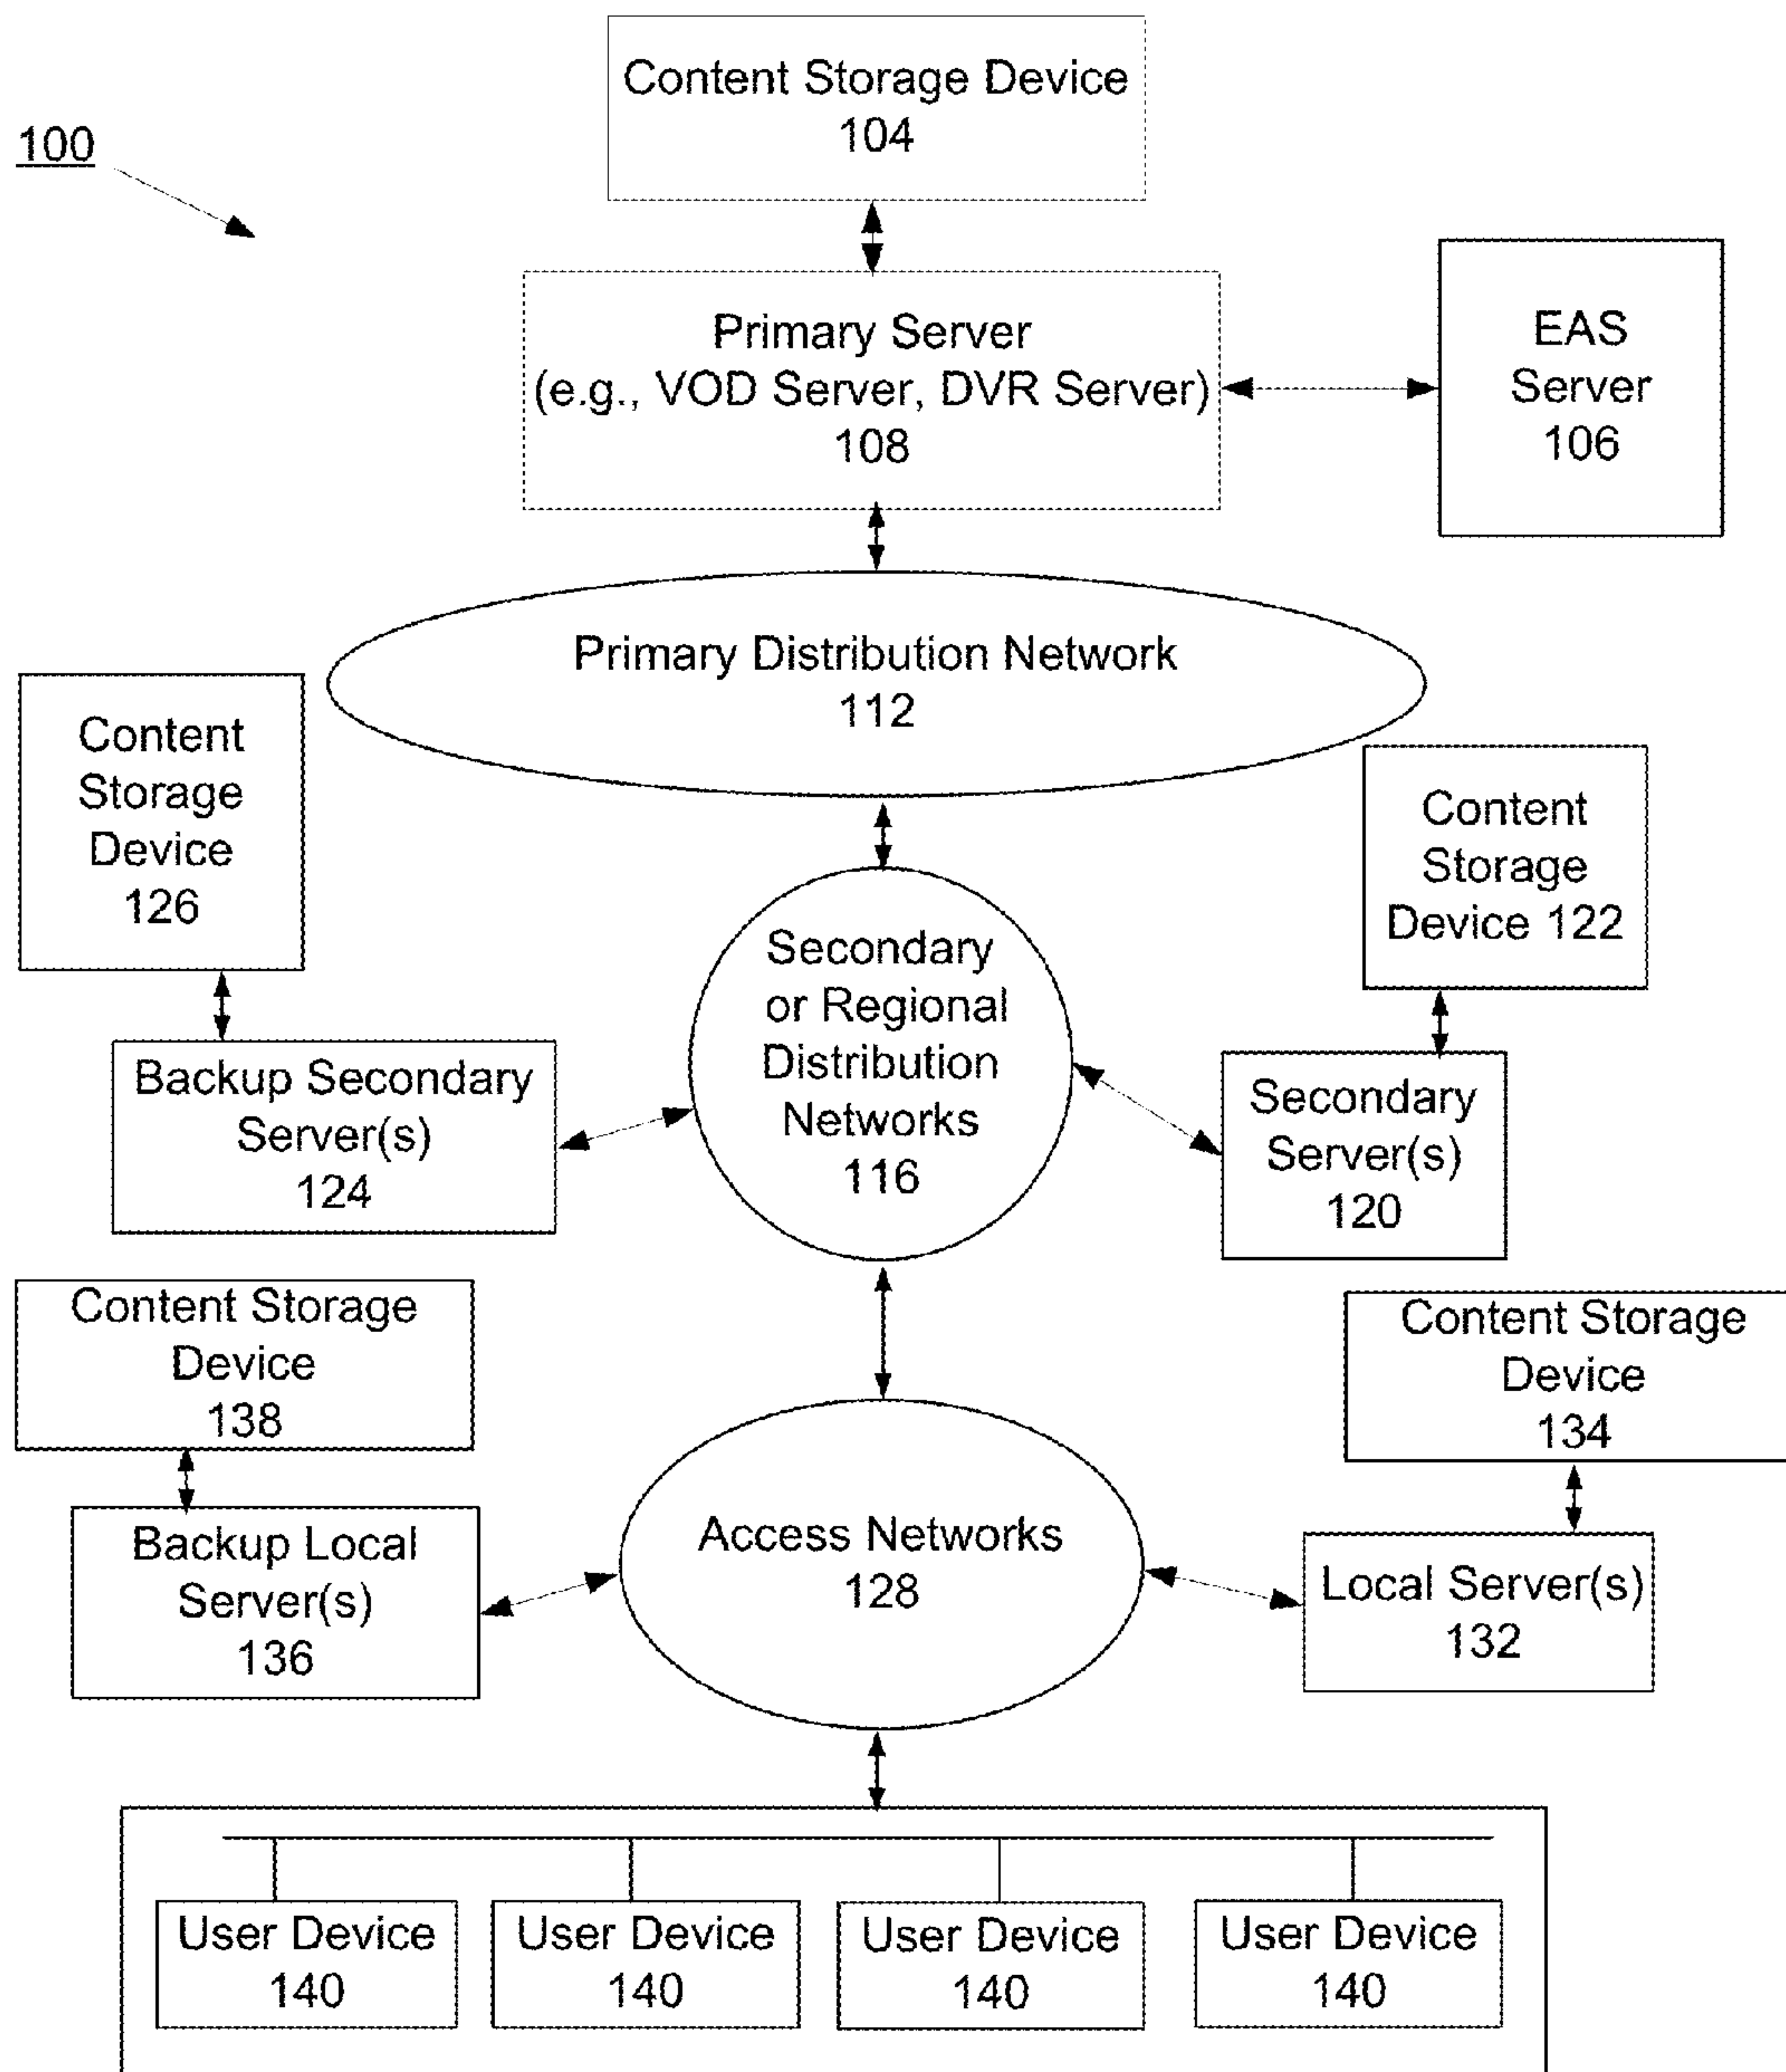 100
Content Storage Device
104
Primary Server
(e.g., VOD Server, DVR Server)
108
EAS
Server
106
Primary Distribution Network
112
Content
Storage
Device
126
Content
Storage
Device 122
Secondary
or Regional
Distribution
Networks
116
Backup Secondary
Server(s)
124
Secondary
Server(s)
120
Content Storage
Device
138
Content Storage
Device
134
Backup Local
Server(s)
136
Access Networks
128
Local Server(s)
132
User Device
140
User Device
140
User Device
140
User Device
140